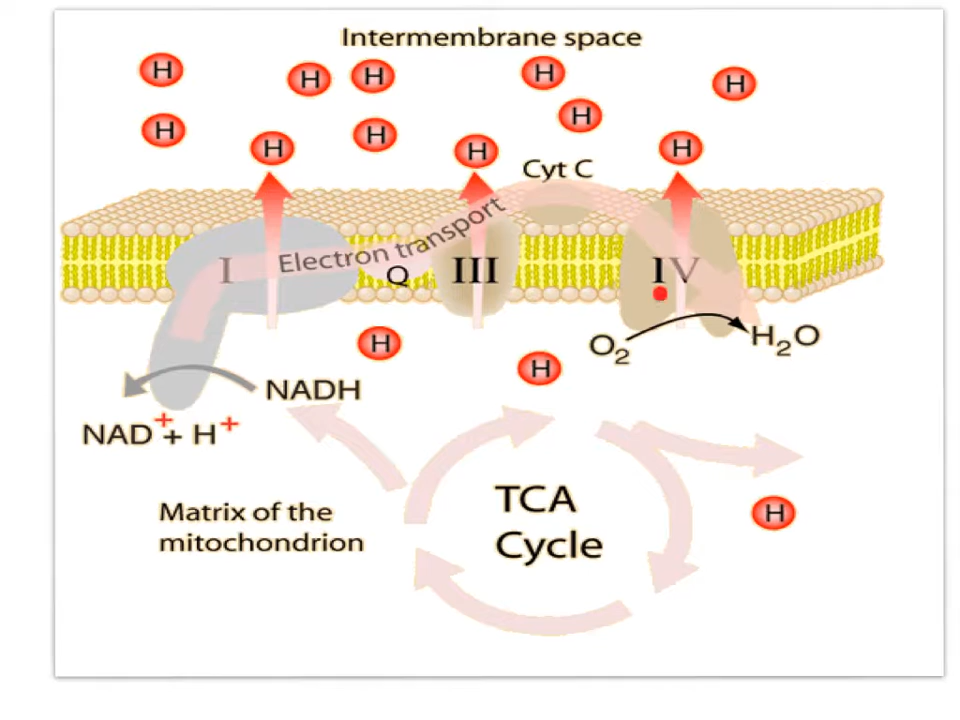 Intermembrane space
H
H
H
H
H
H
H
H
H
H
H
H
Cyt C
Electron transport
I
Q
III
IV
H
O₂
H₂O
H
NADH
NAD⁺ + H⁺
TCA
Cycle
Matrix of the
mitochondrion
H